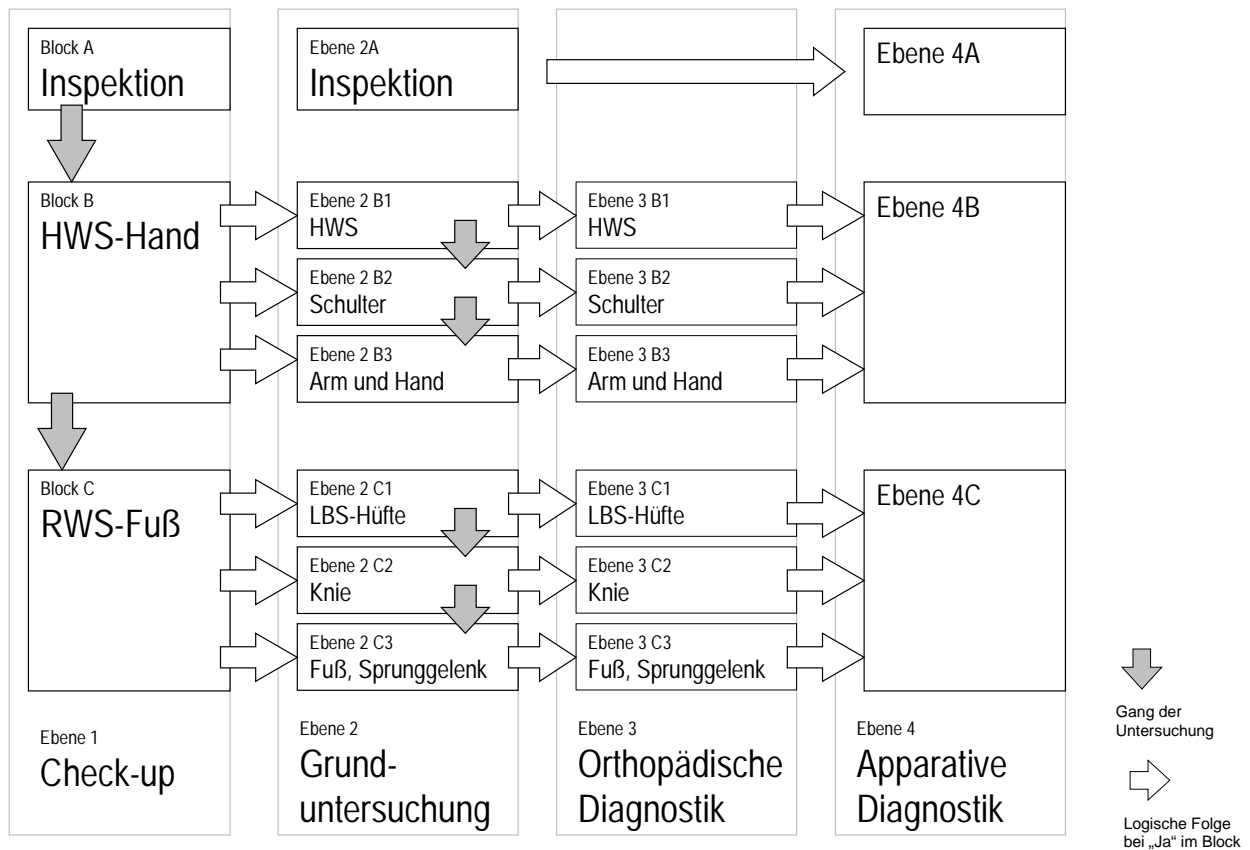 Block A
Inspektion
Ebene 2A
Inspektion
Ebene 4A
Block B
HWS-Hand
Ebene 2 B1
HWS
Ebene 3 B1
HWS
Ebene 4B
Ebene 2 B2
Schulter
Ebene 3 B2
Schulter
Ebene 2 B3
Arm und Hand
Ebene 3 B3
Arm und Hand
Block C
RWS-Fuß
Ebene 2 C1
LBS-Hüfte
Ebene 3 C1
LBS-Hüfte
Ebene 4C
Ebene 2 C2
Knie
Ebene 3 C2
Knie
Ebene 2 C3
Fuß, Sprunggelenk
Ebene 3 C3
Fuß, Sprunggelenk
Ebene 1
Check-up
Ebene 2
Grund-
untersuchung
Ebene 3
Orthopädische
Diagnostik
Ebene 4
Apparative
Diagnostik
Gang der
Untersuchung
Logische Folge
bei „Ja“ im Block